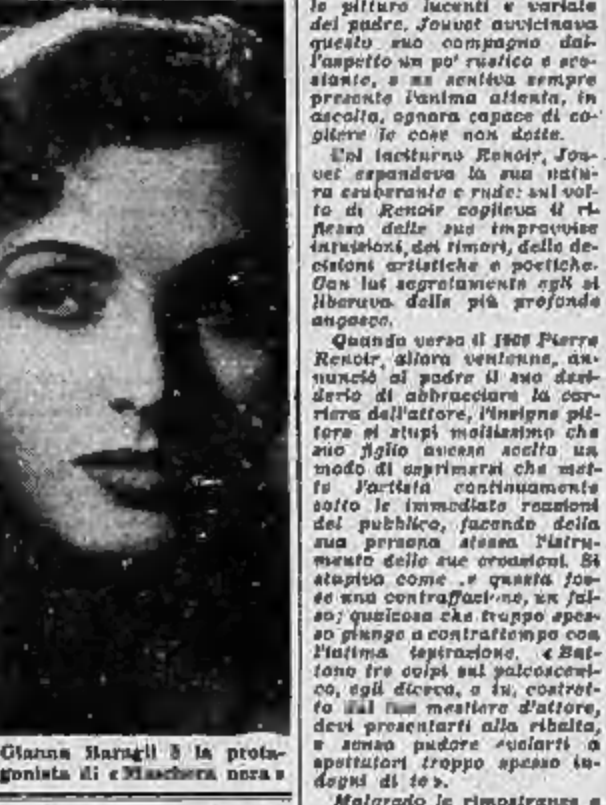 le pitture lucenti e variate
del padre. Jouvet avvicinava
questo suo compagno dal-
l'aspetto un po' rustico e sco-
stante, e ne sentiva sempre
presente l'anima attenta, in
ascolto, ognora capace di co-
gliere le cose non dette.
Col taciturno Renoir, Jou-
vet espandeva la sua natu-
ra esuberante e rude: sul vol-
to di Renoir coglieva il ri-
flesso delle sue improvvise
intuizioni, dei timori, delle de-
cisioni artistiche e poetiche.
Con lui segretamente egli si
liberava dalle più profonde
angosce.
Quando verso il Pierre
Renoir, allora ventenne, an-
nunciò al padre il suo desi-
derio di abbracciare la car-
riera dell'attore, l'insigne pit-
tore si stupì moltissimo che
suo figlio avesse scelto un
modo di esprimersi che met-
te l'artista continuamente
sotto le immediate reazioni
del pubblico, facendo della
sua persona stessa l'istru-
mento delle sue creazioni. Si
stupiva come se questa fos-
se una contraffazione, un fal-
so; qualcosa che troppo spes-
so giunge a contrattempo con
l'intima ispirazione. « Bat-
tono tre colpi sul palcosceni-
co, egli diceva, e tu, costret-
to dal tuo mestiere d'attore,
devi presentarti alla ribalta,
e senza pudore svelarti a
spettatori troppo spesso in-
degni di te ».
Malgrado le rimostranze e
Gianna è la prota-
gonista di « Maschera nera »